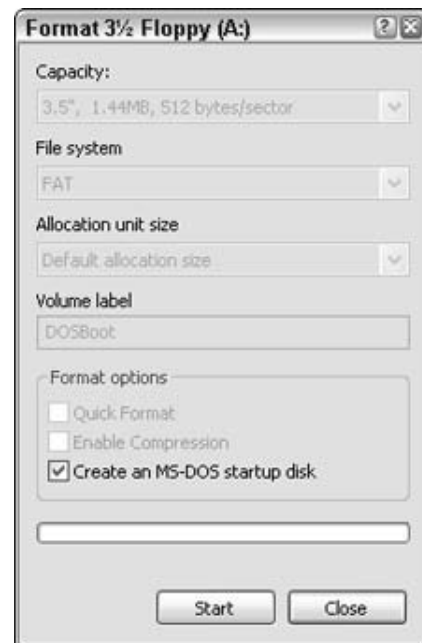 Format 3½ Floppy (A:)
Capacity:
3.5", 1.44MB, 512 bytes/sector
File system
FAT
Allocation unit size
Default allocation size
Volume label
DOSBoot
Format options
Quick Format
Enable Compression
Create an MS-DOS startup disk
Start Close